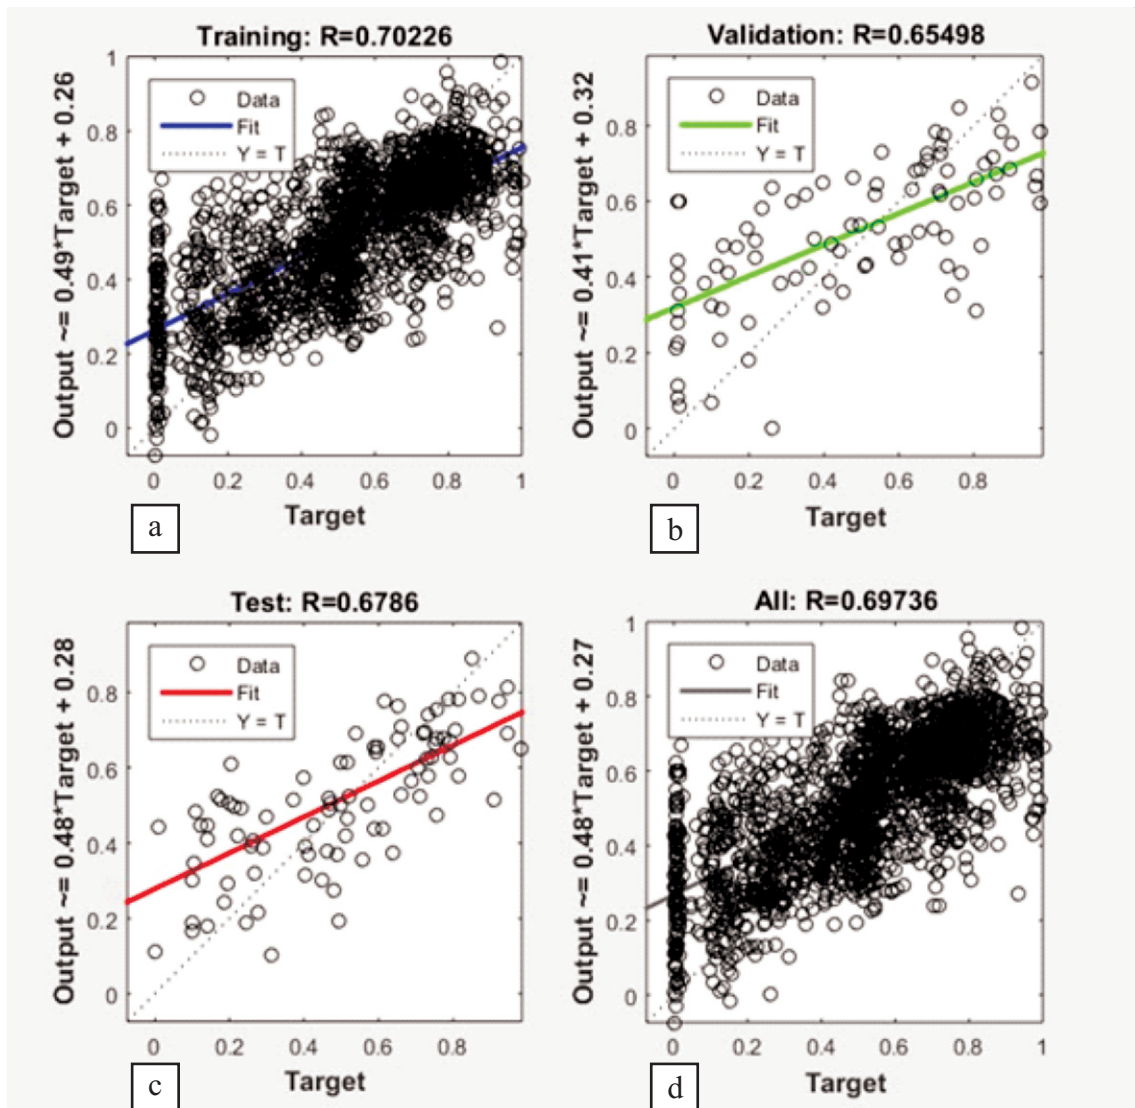 Training: R=0.70226
Output ~= 0.49*Target + 0.26
1
0.8
0.6
0.4
0.2
0
Data
Fit
Y = T
0 0.2 0.4 0.6 0.8 1
Target
a
Validation: R=0.65498
Output ~= 0.41*Target + 0.32
0.8
0.6
0.4
0.2
0
Data
Fit
Y = T
0 0.2 0.4 0.6 0.8
Target
b
Test: R=0.6786
Output ~= 0.48*Target + 0.28
0.8
0.6
0.4
0.2
0
Data
Fit
Y = T
0 0.2 0.4 0.6 0.8
Target
c
All: R=0.69736
Output ~= 0.48*Target + 0.27
1
0.8
0.6
0.4
0.2
0
Data
Fit
Y = T
0 0.2 0.4 0.6 0.8 1
Target
d